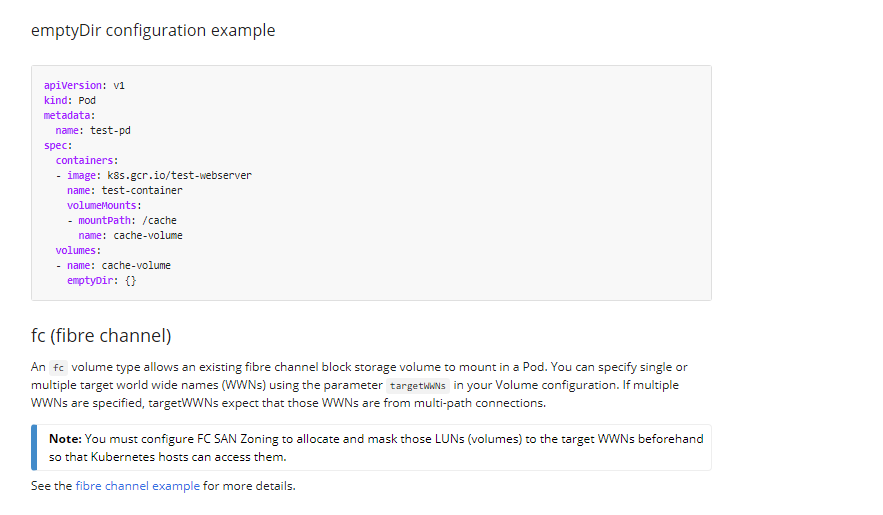 emptyDir configuration example
apiVersion: v1
kind: Pod
metadata:
  name: test-pd
spec:
  containers:
  - image: k8s.gcr.io/test-webserver
    name: test-container
    volumeMounts:
    - mountPath: /cache
      name: cache-volume
  volumes:
  - name: cache-volume
    emptyDir: {}
fc (fibre channel)
An fc volume type allows an existing fibre channel block storage volume to mount in a Pod. You can specify single or
multiple target world wide names (WWNs) using the parameter targetWWNs in your Volume configuration. If multiple
WWNs are specified, targetWWNs expect that those WWNs are from multi-path connections.
Note: You must configure FC SAN Zoning to allocate and mask those LUNs (volumes) to the target WWNs beforehand
so that Kubernetes hosts can access them.
See the fibre channel example for more details.